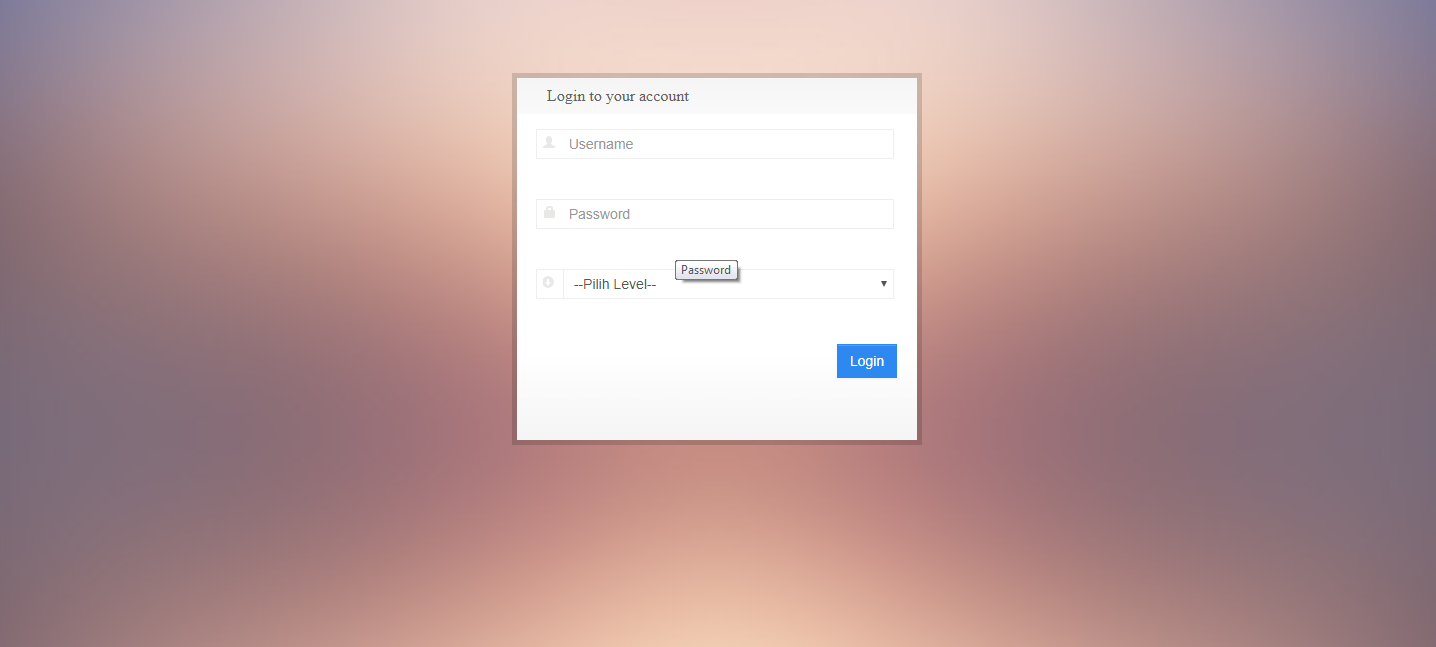 Login to your account
Username
Password
Password
--Pilih Level--
Login